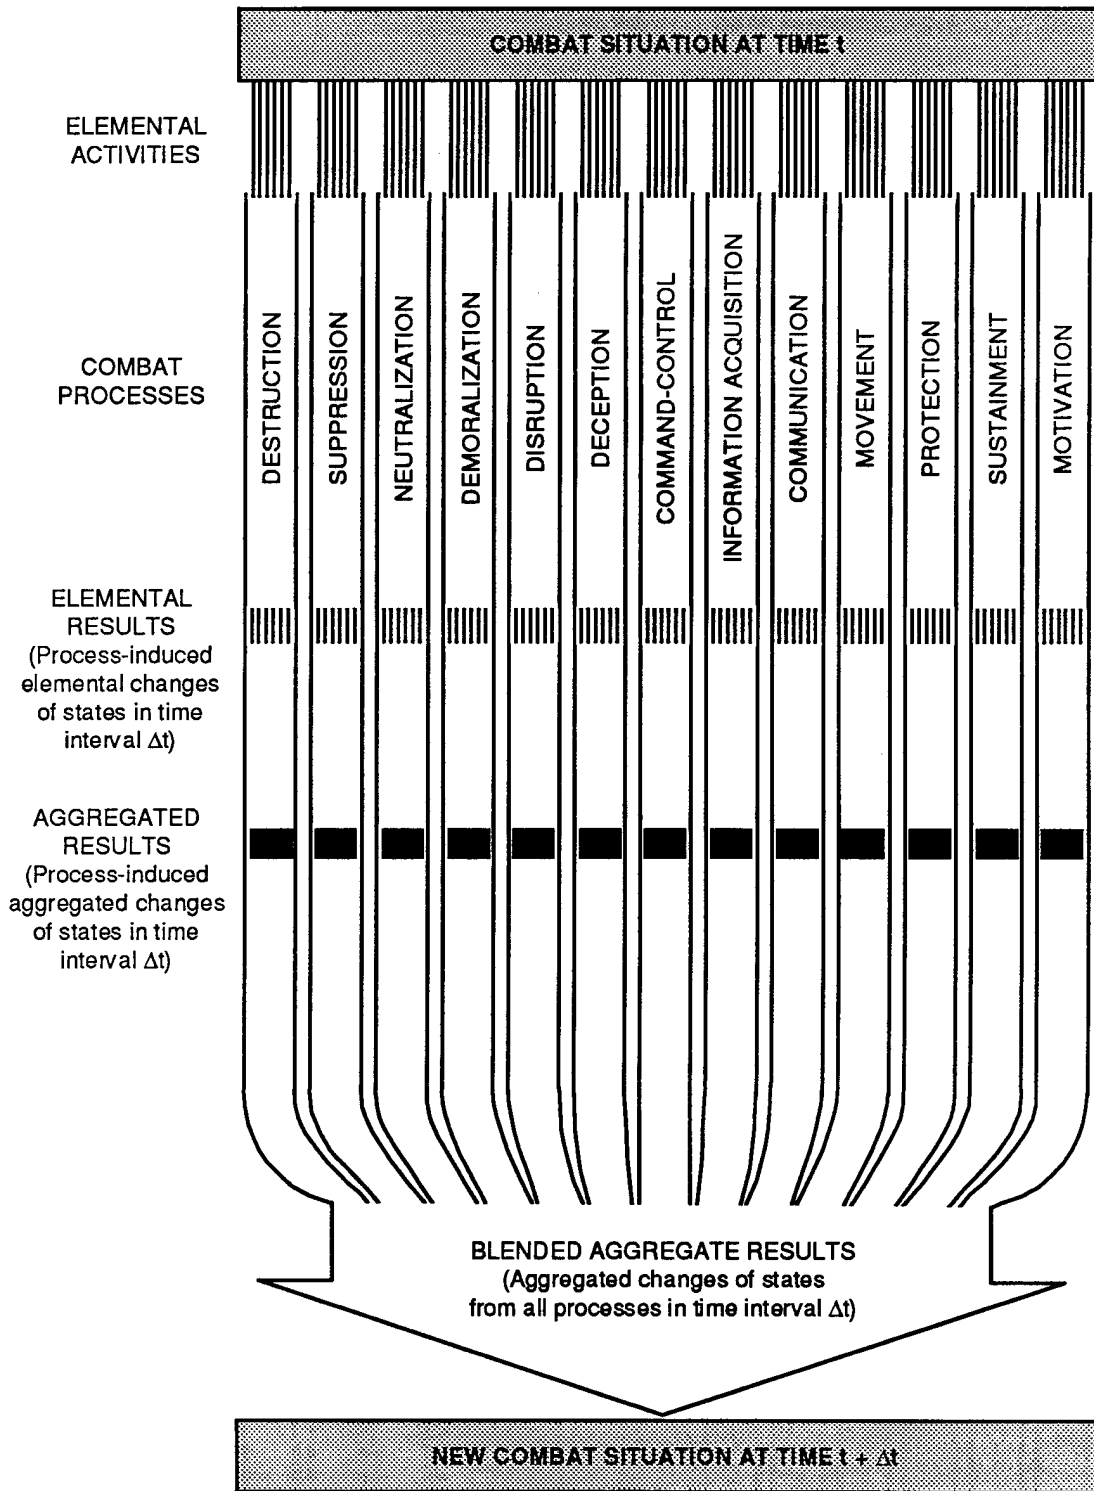 COMBAT SITUATION AT TIME t
ELEMENTAL
ACTIVITIES
COMBAT
PROCESSES
DESTRUCTION
SUPPRESSION
NEUTRALIZATION
DEMORALIZATION
DISRUPTION
DECEPTION
COMMAND-CONTROL
INFORMATION ACQUISITION
COMMUNICATION
MOVEMENT
PROTECTION
SUSTAINMENT
MOTIVATION
ELEMENTAL
RESULTS
(Process-induced
elemental changes
of states in time
interval Δt)
AGGREGATED
RESULTS
(Process-induced
aggregated changes
of states in time
interval Δt)
BLENDED AGGREGATE RESULTS
(Aggregated changes of states
from all processes in time interval Δt)
NEW COMBAT SITUATION AT TIME t + Δt